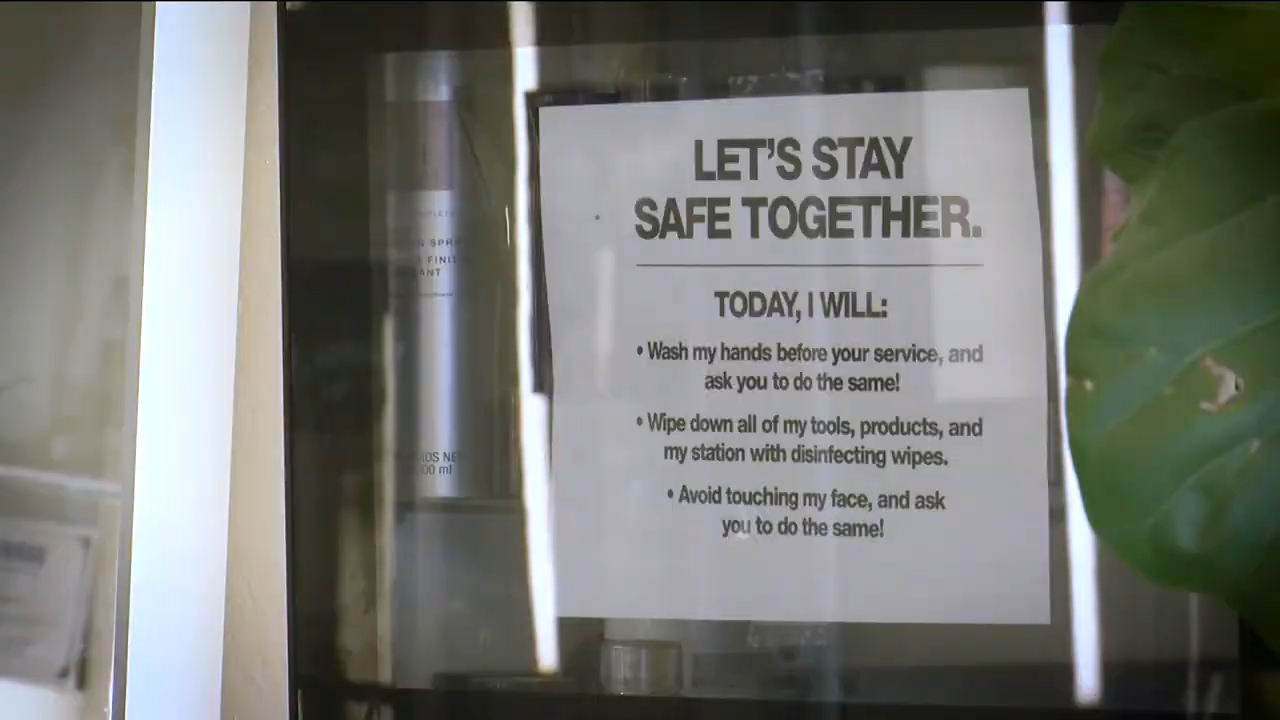 LET'S STAY
SAFE TOGETHER.
TODAY, I WILL:
• Wash my hands before your service, and
ask you to do the same!
• Wipe down all of my tools, products, and
my station with disinfecting wipes.
• Avoid touching my face, and ask
you to do the same!
ml